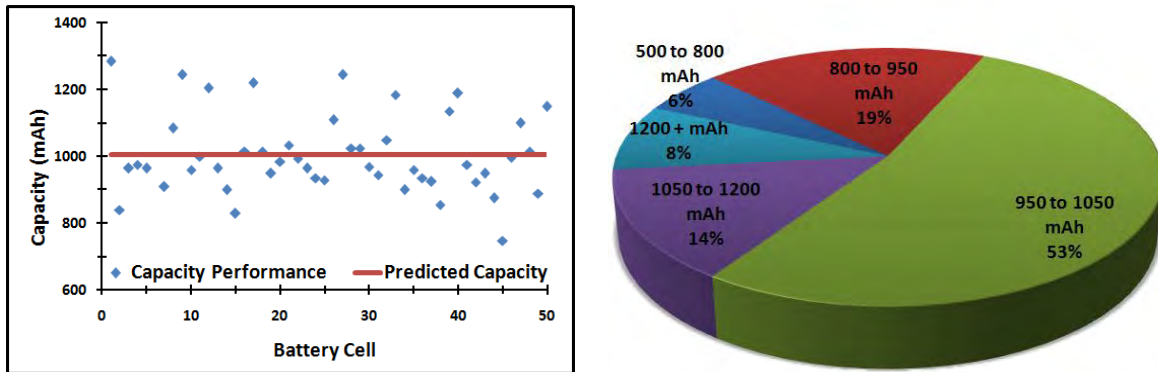 1400
1200
1000
800
600
Capacity (mAh)
Capacity Performance
Predicted Capacity
0
10
20
30
40
50
Battery Cell
500 to 800
mAh
6%
800 to 950
mAh
19%
1200 + mAh
8%
1050 to 1200
mAh
14%
950 to 1050
mAh
53%